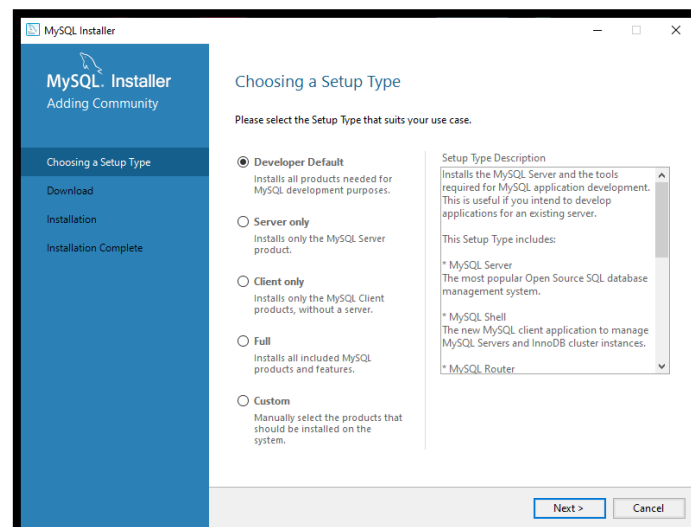 MySQL Installer
MySQL. Installer
Adding Community
Choosing a Setup Type
Download
Installation
Installation Complete
Choosing a Setup Type
Please select the Setup Type that suits your use case.
Developer Default
Installs all products needed for
MySQL development purposes.
Server only
Installs only the MySQL Server
product.
Client only
Installs only the MySQL Client
products, without a server.
Full
Installs all included MySQL
products and features.
Custom
Manually select the products that
should be installed on the
system.
Setup Type Description
Installs the MySQL Server and the tools
required for MySQL application development.
This is useful if you intend to develop
applications for an existing server.
This Setup Type includes:
* MySQL Server
The most popular Open Source SQL database
management system.
* MySQL Shell
The new MySQL client application to manage
MySQL Servers and InnoDB cluster instances.
* MySQL Router
Next >
Cancel